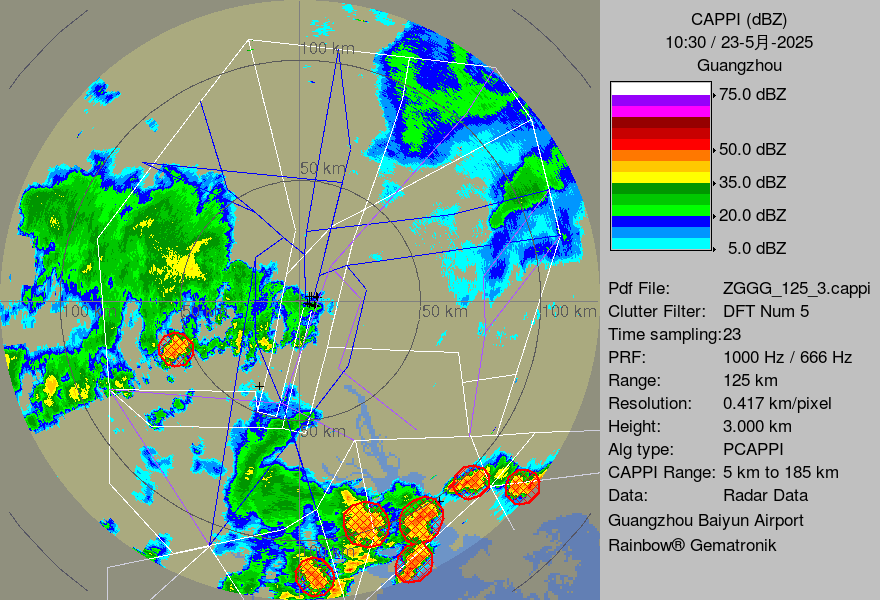 CAPPI (dBZ)
10:30 / 23-5月-2025
Guangzhou
75.0 dBZ
50.0 dBZ
35.0 dBZ
20.0 dBZ
5.0 dBZ
Pdf File: ZGGG_125_3.cappi
Clutter Filter: DFT Num 5
Time sampling:23
PRF: 1000 Hz / 666 Hz
Range: 125 km
Resolution: 0.417 km/pixel
Height: 3.000 km
Alg type: PCAPPI
CAPPI Range: 5 km to 185 km
Data: Radar Data
Guangzhou Baiyun Airport
Rainbow® Gematronik
100 km
50 km
100
50 km
100 km
50 km